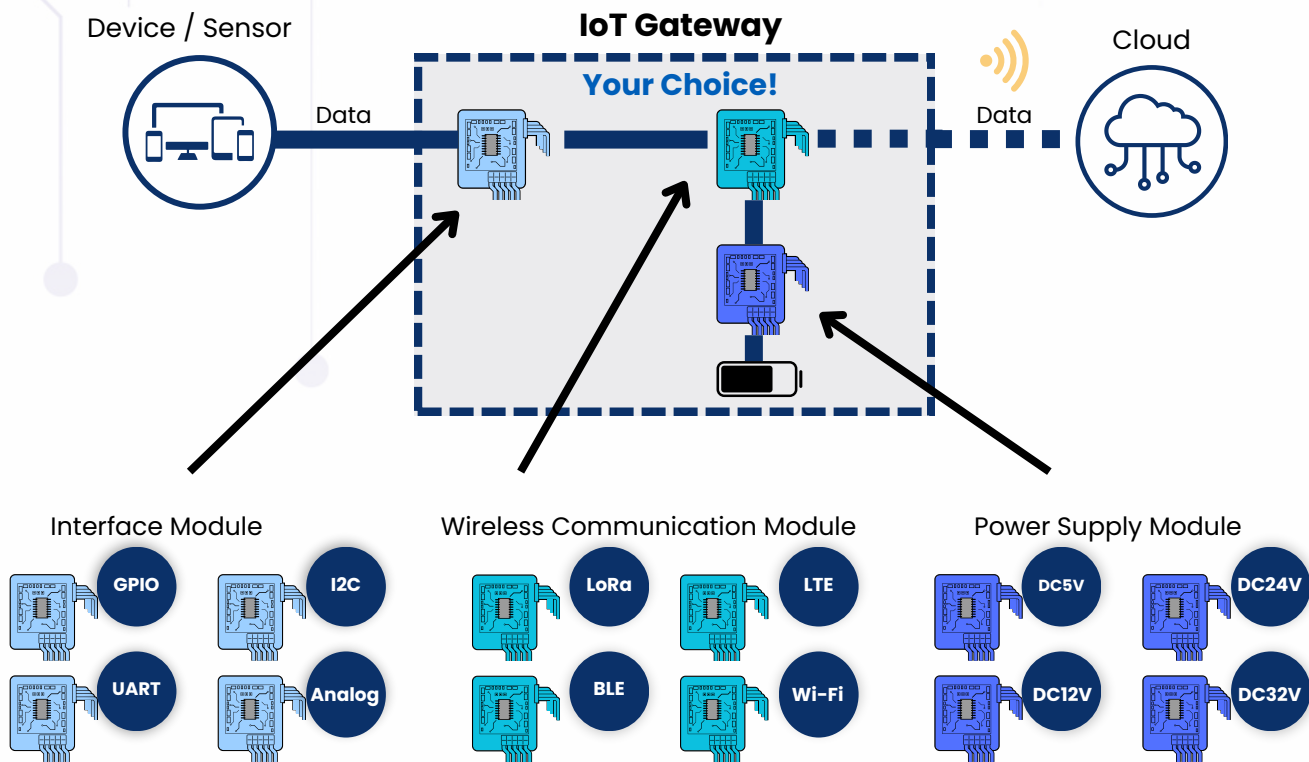 Device / Sensor
IoT Gateway
Cloud
Your Choice!
Data
Data
Interface Module
Wireless Communication Module
Power Supply Module
GPIO
I2C
LoRa
LTE
DC5V
DC24V
UART
Analog
BLE
Wi-Fi
DC12V
DC32V